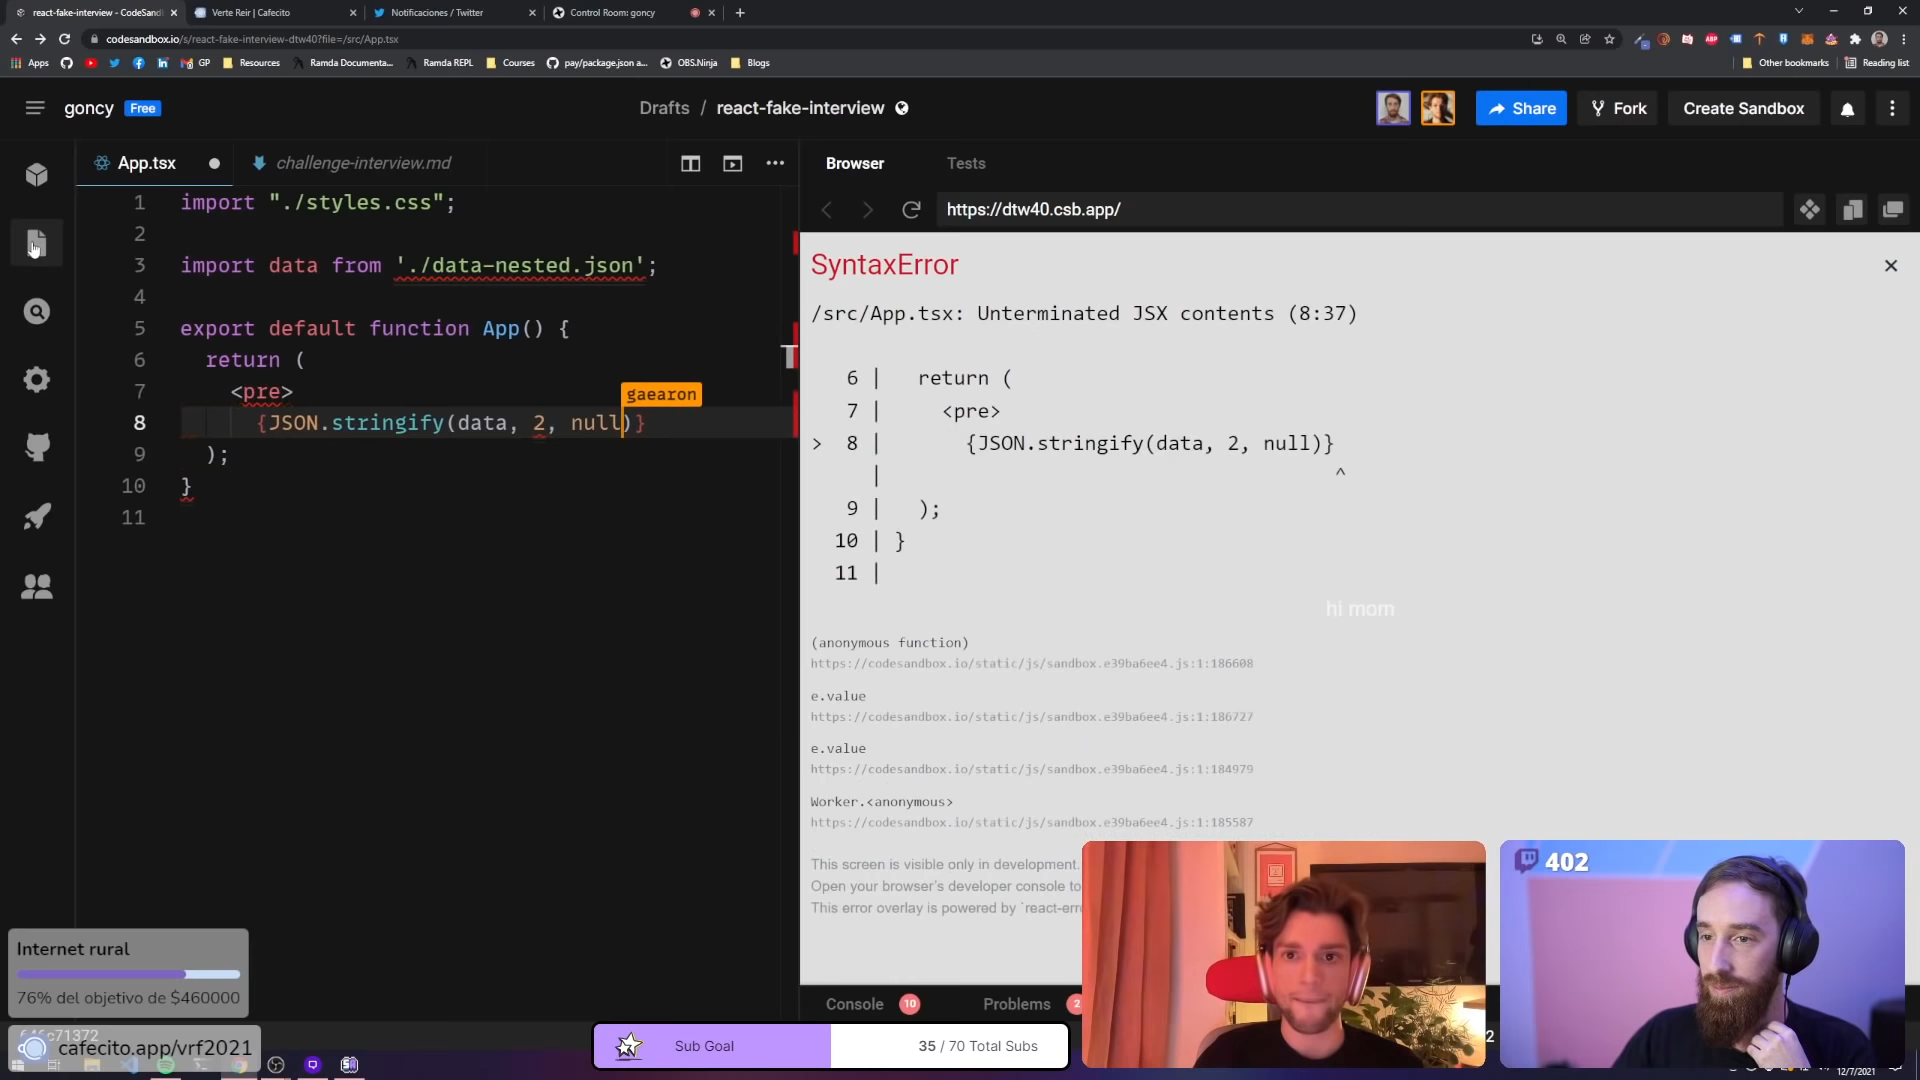 react-fake-interview - CodeSand
Verte Reir | Cafecito
Notificaciones / Twitter
Control Room: goncy
codesandbox.io/s/react-fake-interview-dtw40?file=/src/App.tsx
Apps
GP
Resources
Ramda Documenta...
Ramda REPL
Courses
pay/package.json a...
OBS.Ninja
Blogs
Other bookmarks
Reading list
goncy
Free
Drafts / react-fake-interview
Share
Fork
Create Sandbox
App.tsx
challenge-interview.md
Browser
Tests
https://dtw40.csb.app/
1 import "./styles.css";
2
3 import data from './data-nested.json';
4
5 export default function App() {
6 return (
7 <pre>
gaearon
8 {JSON.stringify(data, 2, null)}
9 );
10 }
11
SyntaxError
/src/App.tsx: Unterminated JSX contents (8:37)
6 | return (
7 | <pre>
> 8 | {JSON.stringify(data, 2, null)}
| ^
9 | );
10 | }
11 |
hi mom
(anonymous function)
https://codesandbox.io/static/js/sandbox.e39ba6ee4.js:1:186608
e.value
https://codesandbox.io/static/js/sandbox.e39ba6ee4.js:1:186727
e.value
https://codesandbox.io/static/js/sandbox.e39ba6ee4.js:1:184979
Worker.<anonymous>
https://codesandbox.io/static/js/sandbox.e39ba6ee4.js:1:185587
This screen is visible only in development.
Open your browser's developer console to
This error overlay is powered by `react-err
402
Internet rural
76% del objetivo de $460000
Console 10
Problems 2
cafecito.app/vrf2021
Sub Goal
35 / 70 Total Subs
12/7/2021